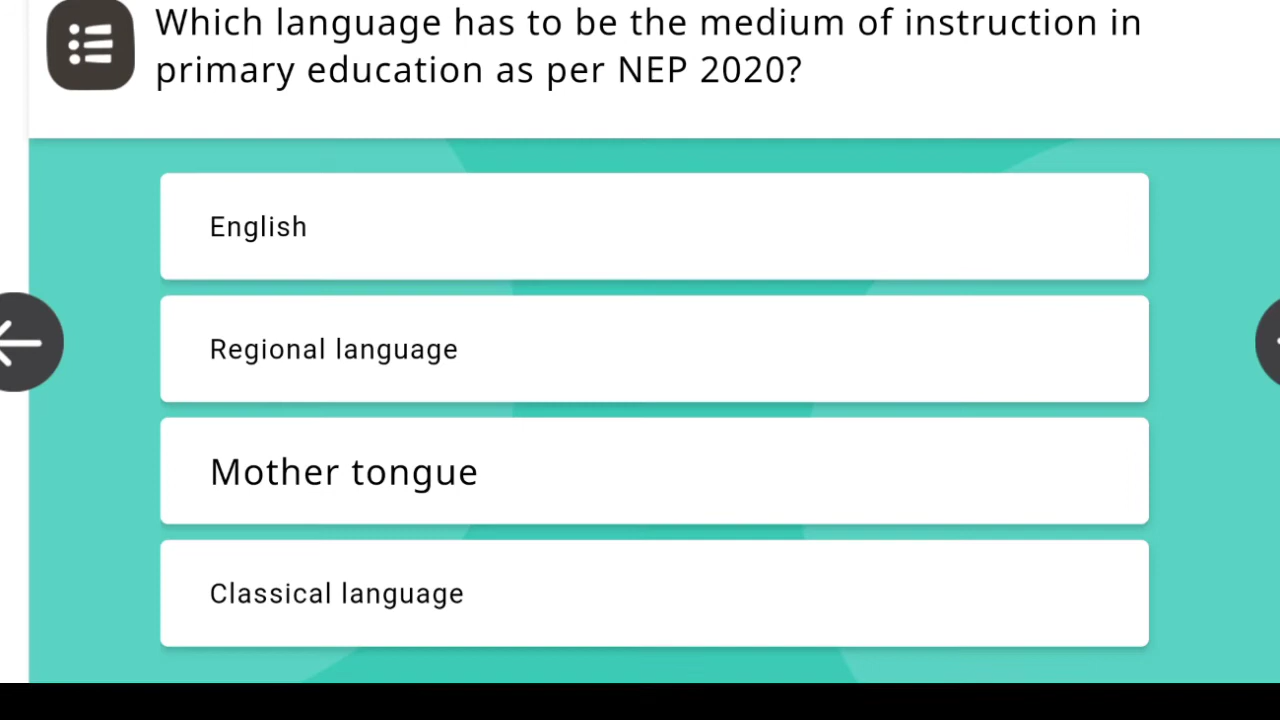 Which language has to be the medium of instruction in
primary education as per NEP 2020?
English
Regional language
Mother tongue
Classical language